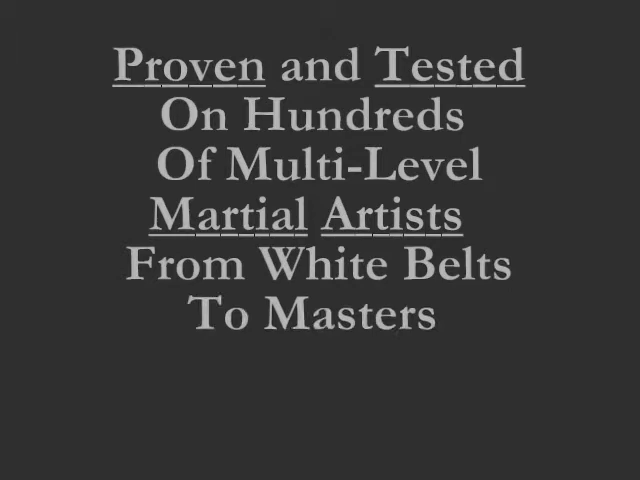 Proven and Tested
On Hundreds
Of Multi-Level
Martial Artists
From White Belts
To Masters